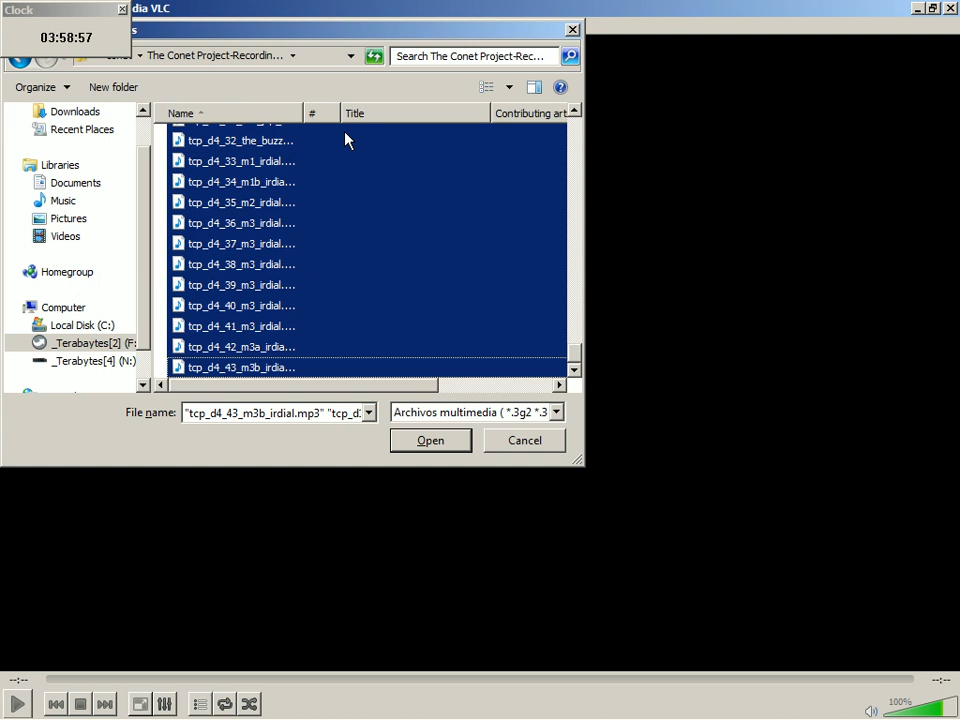 Clock
dia VLC
03:58:57
s
The Conet Project-Recordin...
Search The Conet Project-Rec...
Organize
New folder
Downloads
Recent Places
Libraries
Documents
Music
Pictures
Videos
Homegroup
Computer
Local Disk (C:)
_Terabaytes[2] (F:
_Terabytes[4] (N:)
Name
#
Title
Contributing art
tcp_d4_32_the_buzz...
tcp_d4_33_m1_irdial....
tcp_d4_34_m1b_irdia...
tcp_d4_35_m2_irdial....
tcp_d4_36_m3_irdial....
tcp_d4_37_m3_irdial....
tcp_d4_38_m3_irdial....
tcp_d4_39_m3_irdial....
tcp_d4_40_m3_irdial....
tcp_d4_41_m3_irdial....
tcp_d4_42_m3a_irdia...
tcp_d4_43_m3b_irdia...
File name:
"tcp_d4_43_m3b_irdial.mp3" "tcp_d
Archivos multimedia ( *.3g2 *.3
Open
Cancel
--:--
--:--
100%